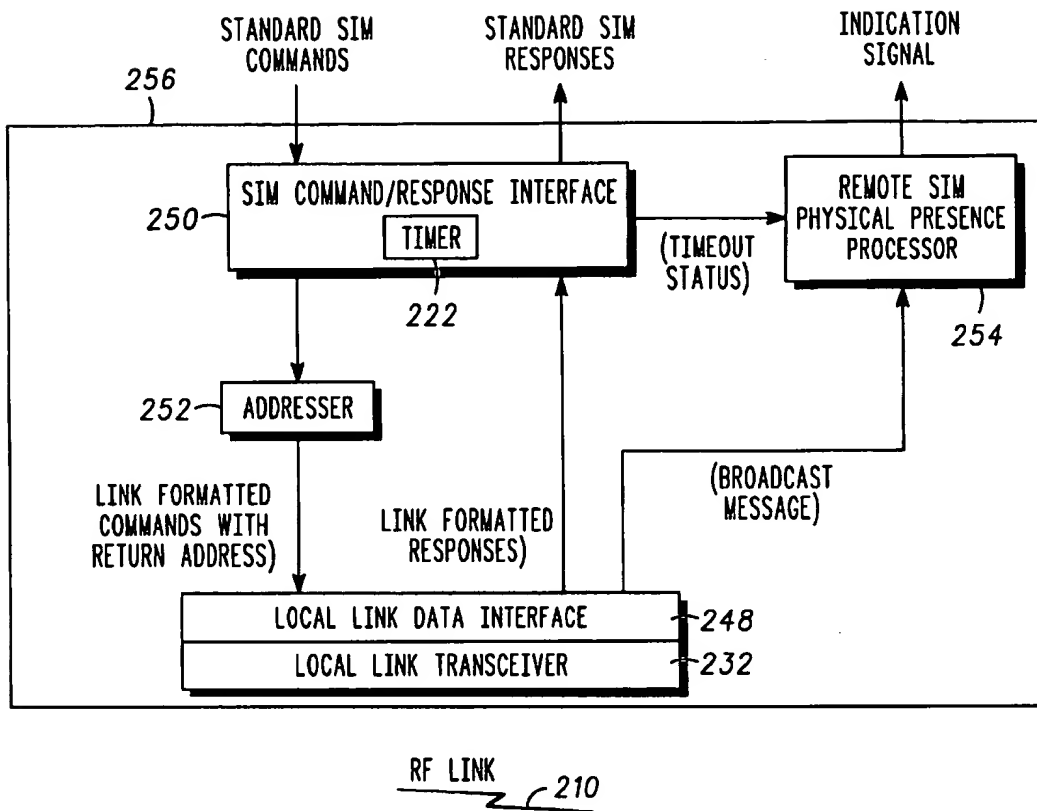 STANDARD SIM
COMMANDS
STANDARD SIM
RESPONSES
INDICATION
SIGNAL
256
SIM COMMAND/RESPONSE INTERFACE
250
TIMER
222
(TIMEOUT
STATUS)
REMOTE SIM
PHYSICAL PRESENCE
PROCESSOR
254
252
ADDRESSER
LINK FORMATTED
COMMANDS WITH
RETURN ADDRESS)
LINK FORMATTED
RESPONSES)
(BROADCAST
MESSAGE)
LOCAL LINK DATA INTERFACE
248
LOCAL LINK TRANSCEIVER
232
RF LINK
210